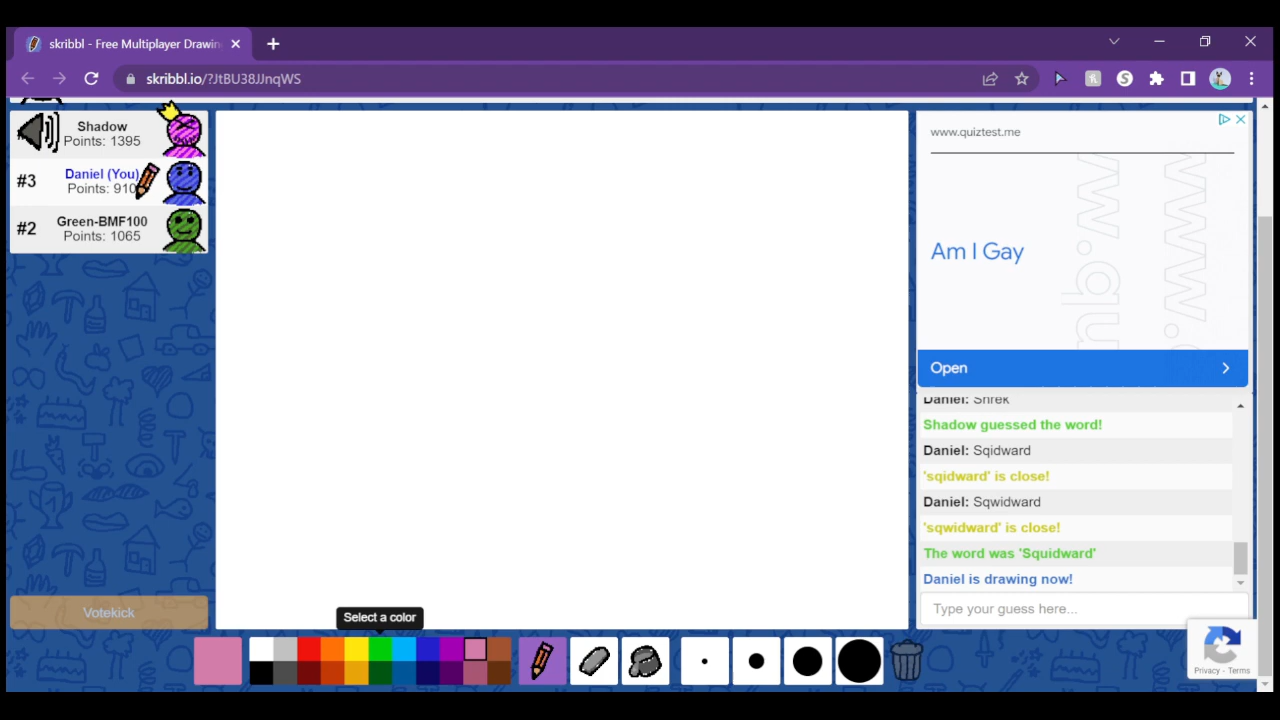 skribbl - Free Multiplayer Drawin
skribbl.io/?JtBU38JJnqWS
Shadow
Points: 1395
#3
Daniel (You)
Points: 910
#2
Green-BMF100
Points: 1065
Votekick
Select a color
www.quiztest.me
Am I Gay
www.
w.qu
Open
Daniel: Shrek
Shadow guessed the word!
Daniel: Sqidward
'sqidward' is close!
Daniel: Sqwidward
'sqwidward' is close!
The word was 'Squidward'
Daniel is drawing now!
Type your guess here...
Privacy - Terms